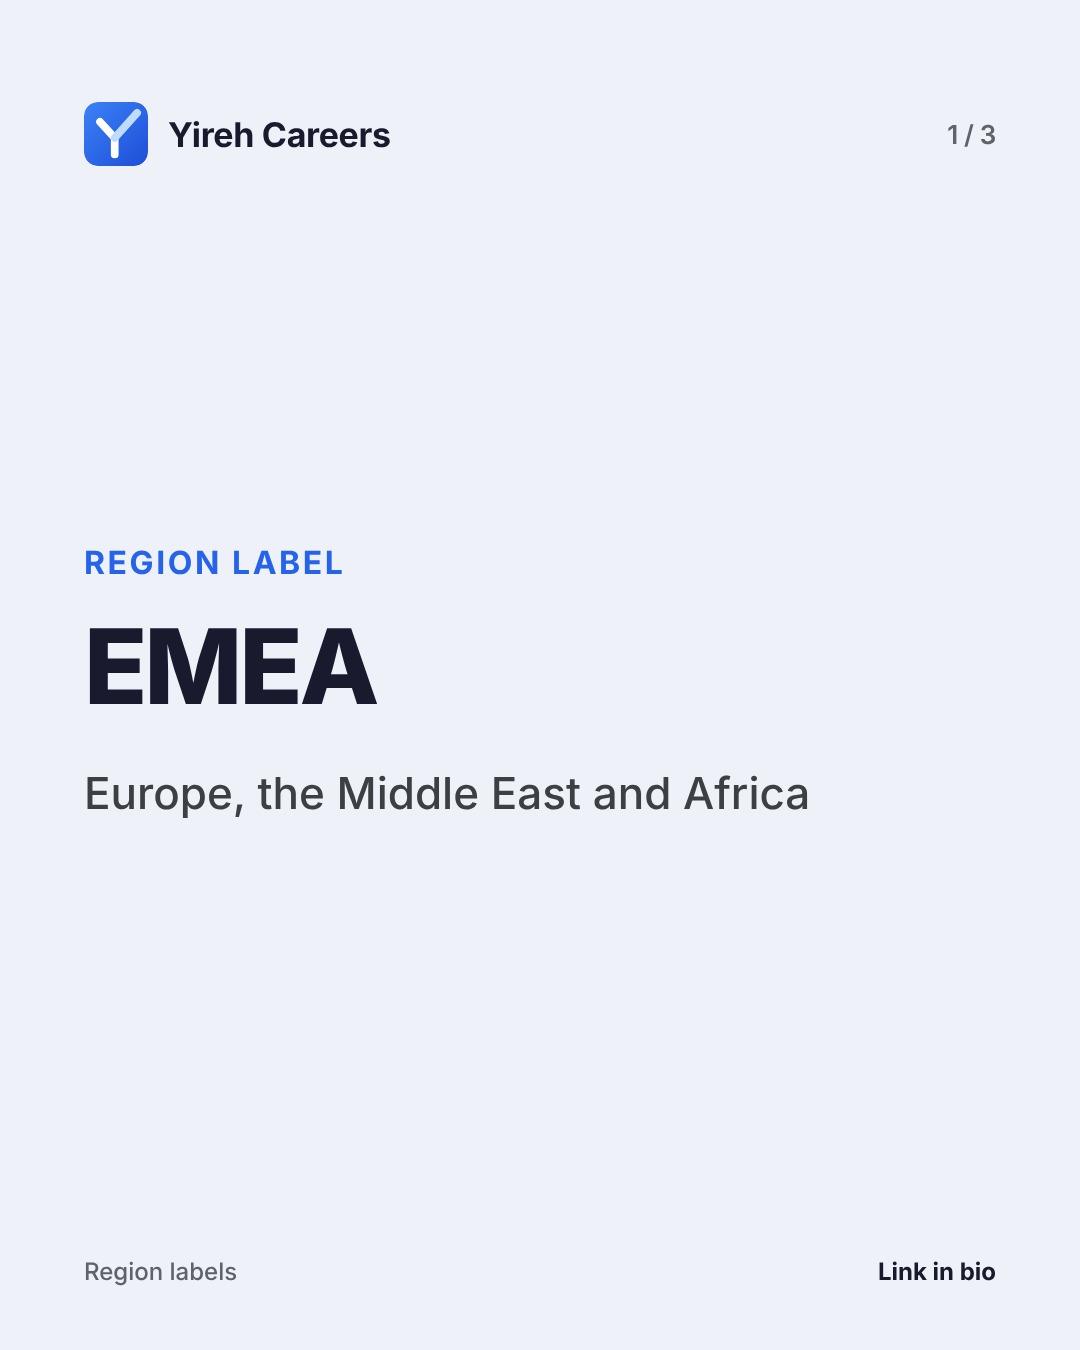 Yireh Careers
1 / 3
REGION LABEL
EMEA
Europe, the Middle East and Africa
Region labels
Link in bio